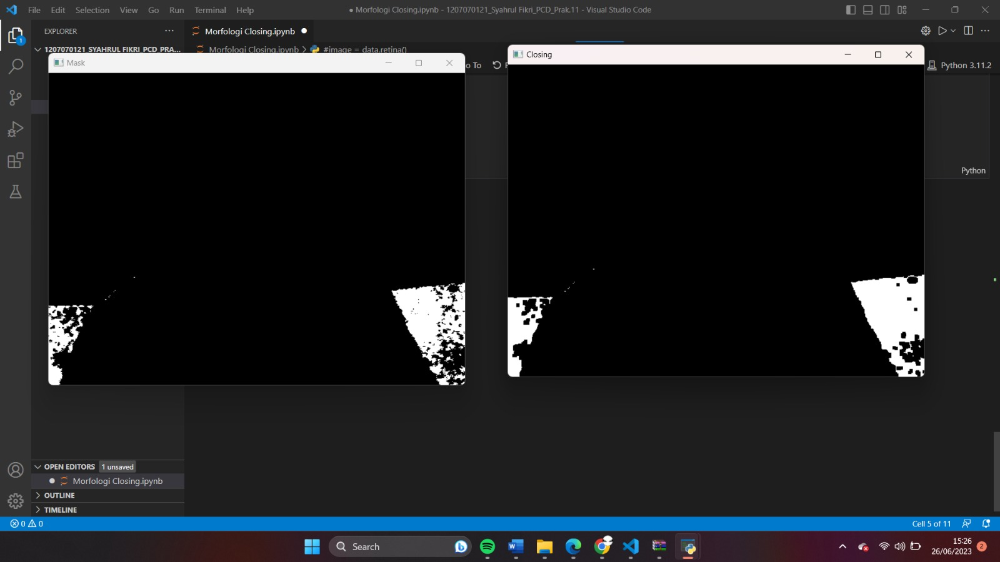 File Edit Selection View Go Run Terminal Help
● Morfologi Closing.ipynb - 1207070121_Syahrul Fikri_PCD_Prak.11 - Visual Studio Code
EXPLORER
Morfologi Closing.ipynb
1207070121_SYAHRUL FIKRI_PCD_PRA...
Morfologi Closing.ipynb > #image = data.retina()
Mask
Closing
o To
Python 3.11.2
Python
1
OPEN EDITORS 1 unsaved
Morfologi Closing.ipynb
OUTLINE
TIMELINE
0 0
Cell 5 of 11
Search
15:26
26/06/2023
2